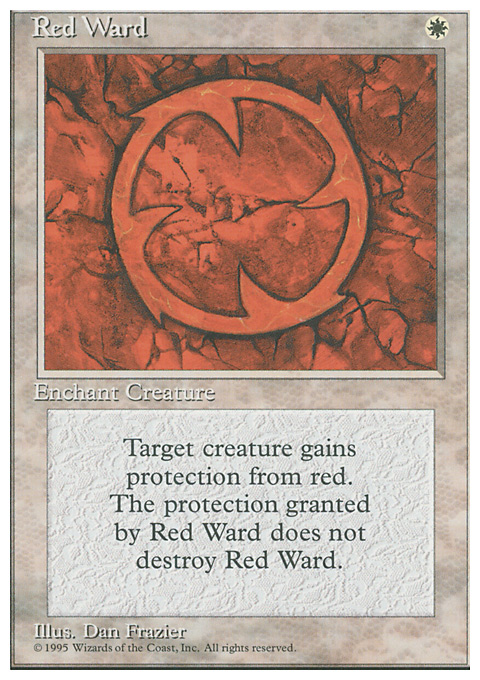 Red Ward
Enchant Creature
Target creature gains
protection from red.
The protection granted
by Red Ward does not
destroy Red Ward.
Illus. Dan Frazier
© 1995 Wizards of the Coast, Inc. All rights reserved.